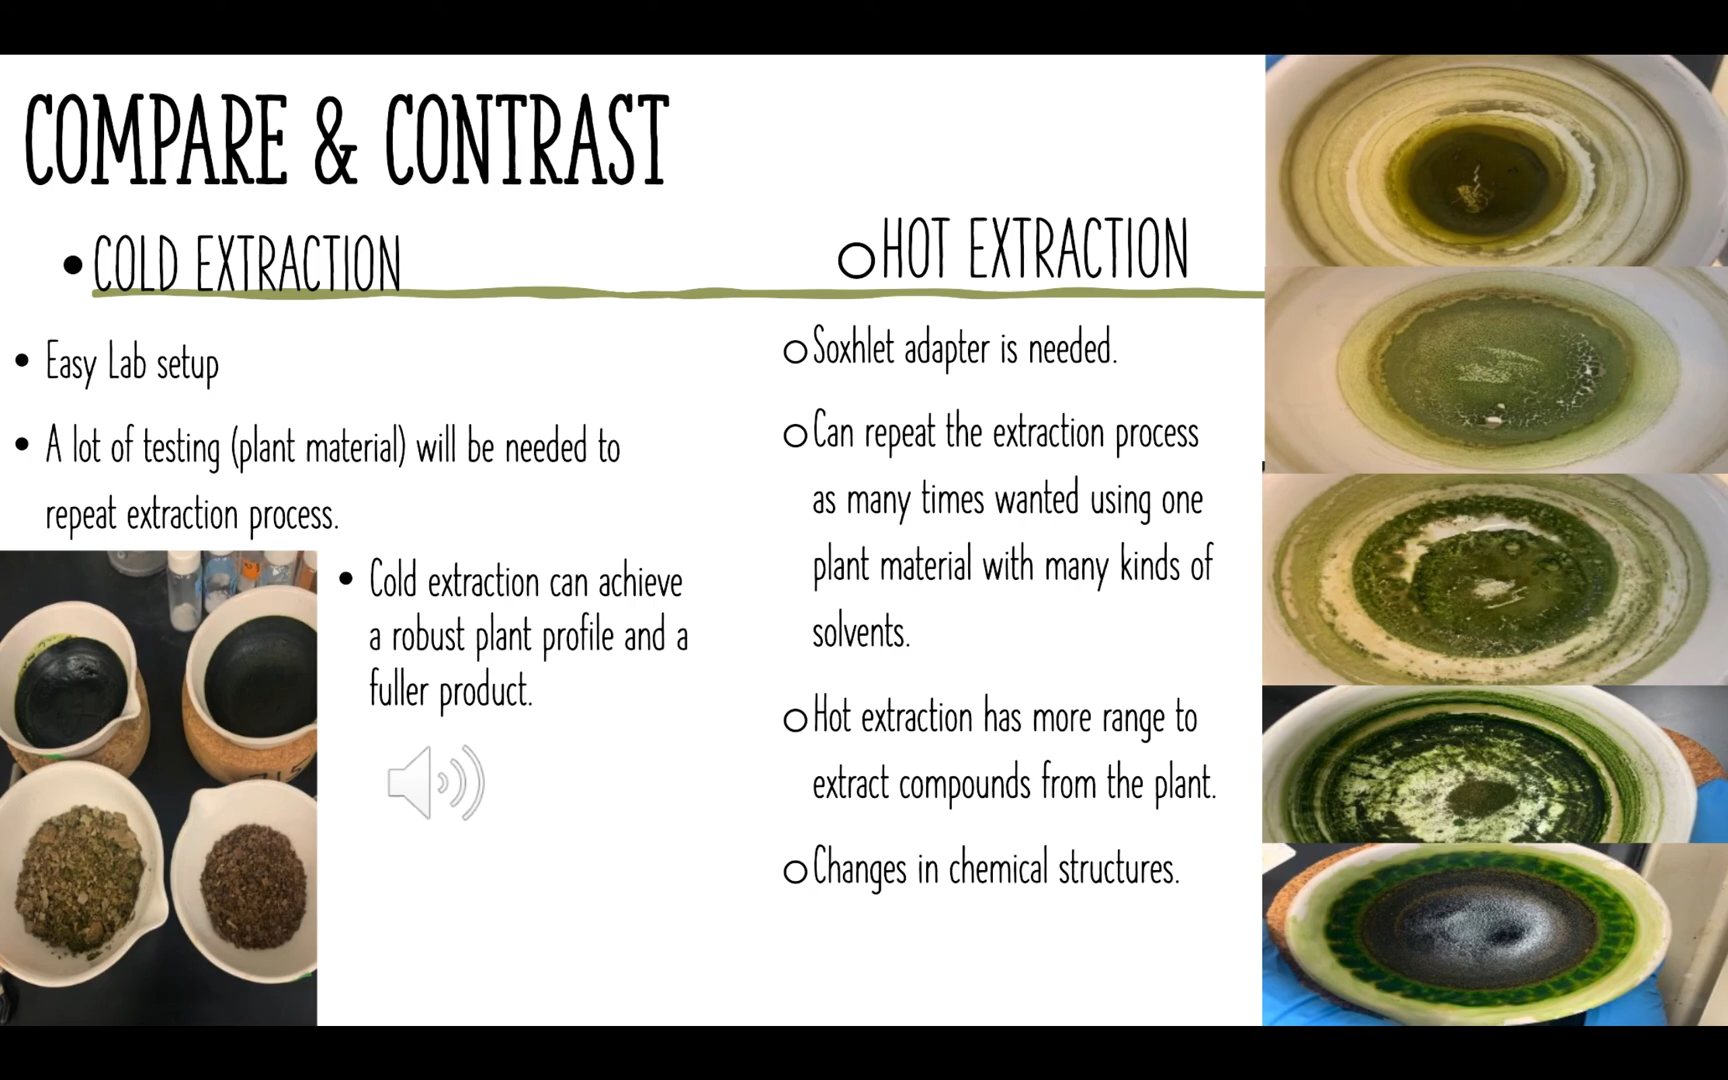 COMPARE & CONTRAST
• COLD EXTRACTION
• Easy Lab setup
• A lot of testing (plant material) will be needed to
repeat extraction process.
• Cold extraction can achieve
a robust plant profile and a
fuller product.
○ HOT EXTRACTION
○ Soxhlet adapter is needed.
○ Can repeat the extraction process
as many times wanted using one
plant material with many kinds of
solvents.
○ Hot extraction has more range to
extract compounds from the plant.
○ Changes in chemical structures.